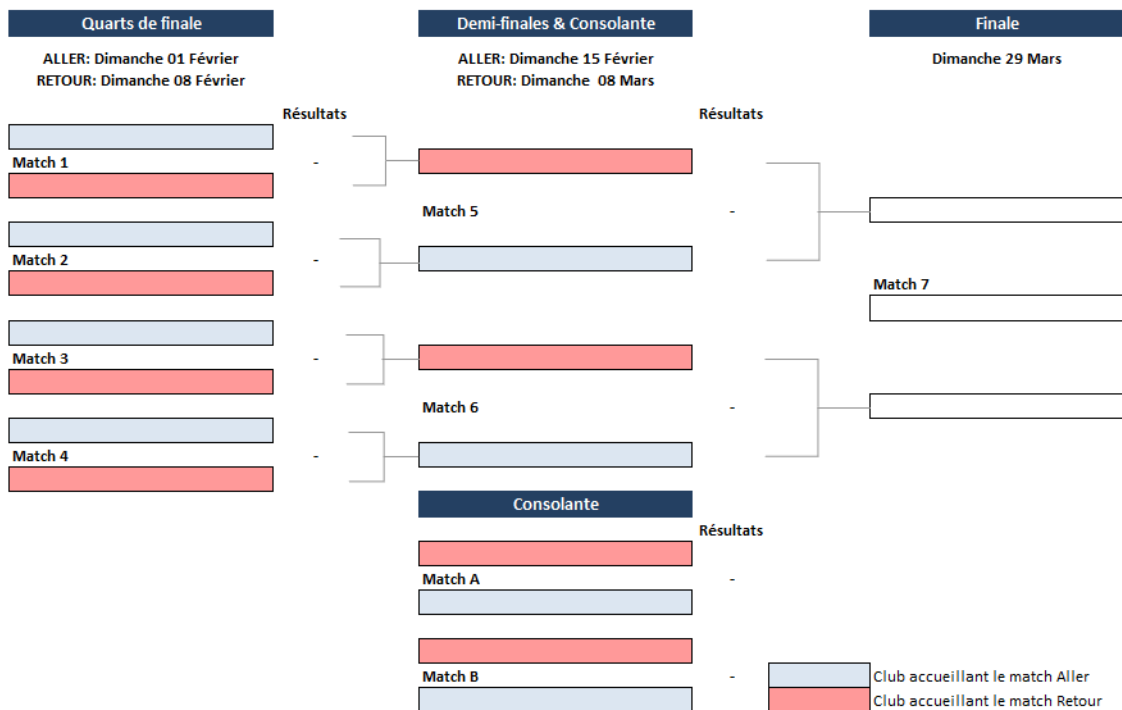 Quarts de finale
Demi-finales & Consolante
Finale
ALLER: Dimanche 01 Février
RETOUR: Dimanche 08 Février
ALLER: Dimanche 15 Février
RETOUR: Dimanche  08 Mars
Dimanche 29 Mars
Résultats
Résultats
Match 1
-
Match 5
-
Match 2
-
Match 7
Match 3
-
Match 6
-
Match 4
-
Consolante
Résultats
Match A
-
Match B
-
Club accueillant le match Aller
Club accueillant le match Retour